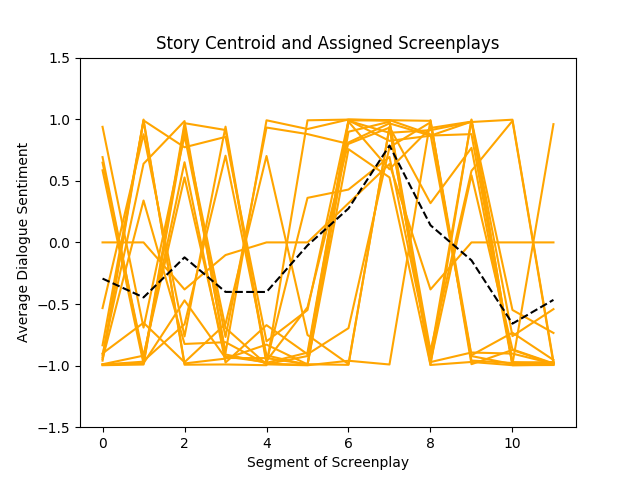 Story Centroid and Assigned Screenplays
1.5
1.0
0.5
0.0
−0.5
−1.0
−1.5
Average Dialogue Sentiment
0 2 4 6 8 10
Segment of Screenplay